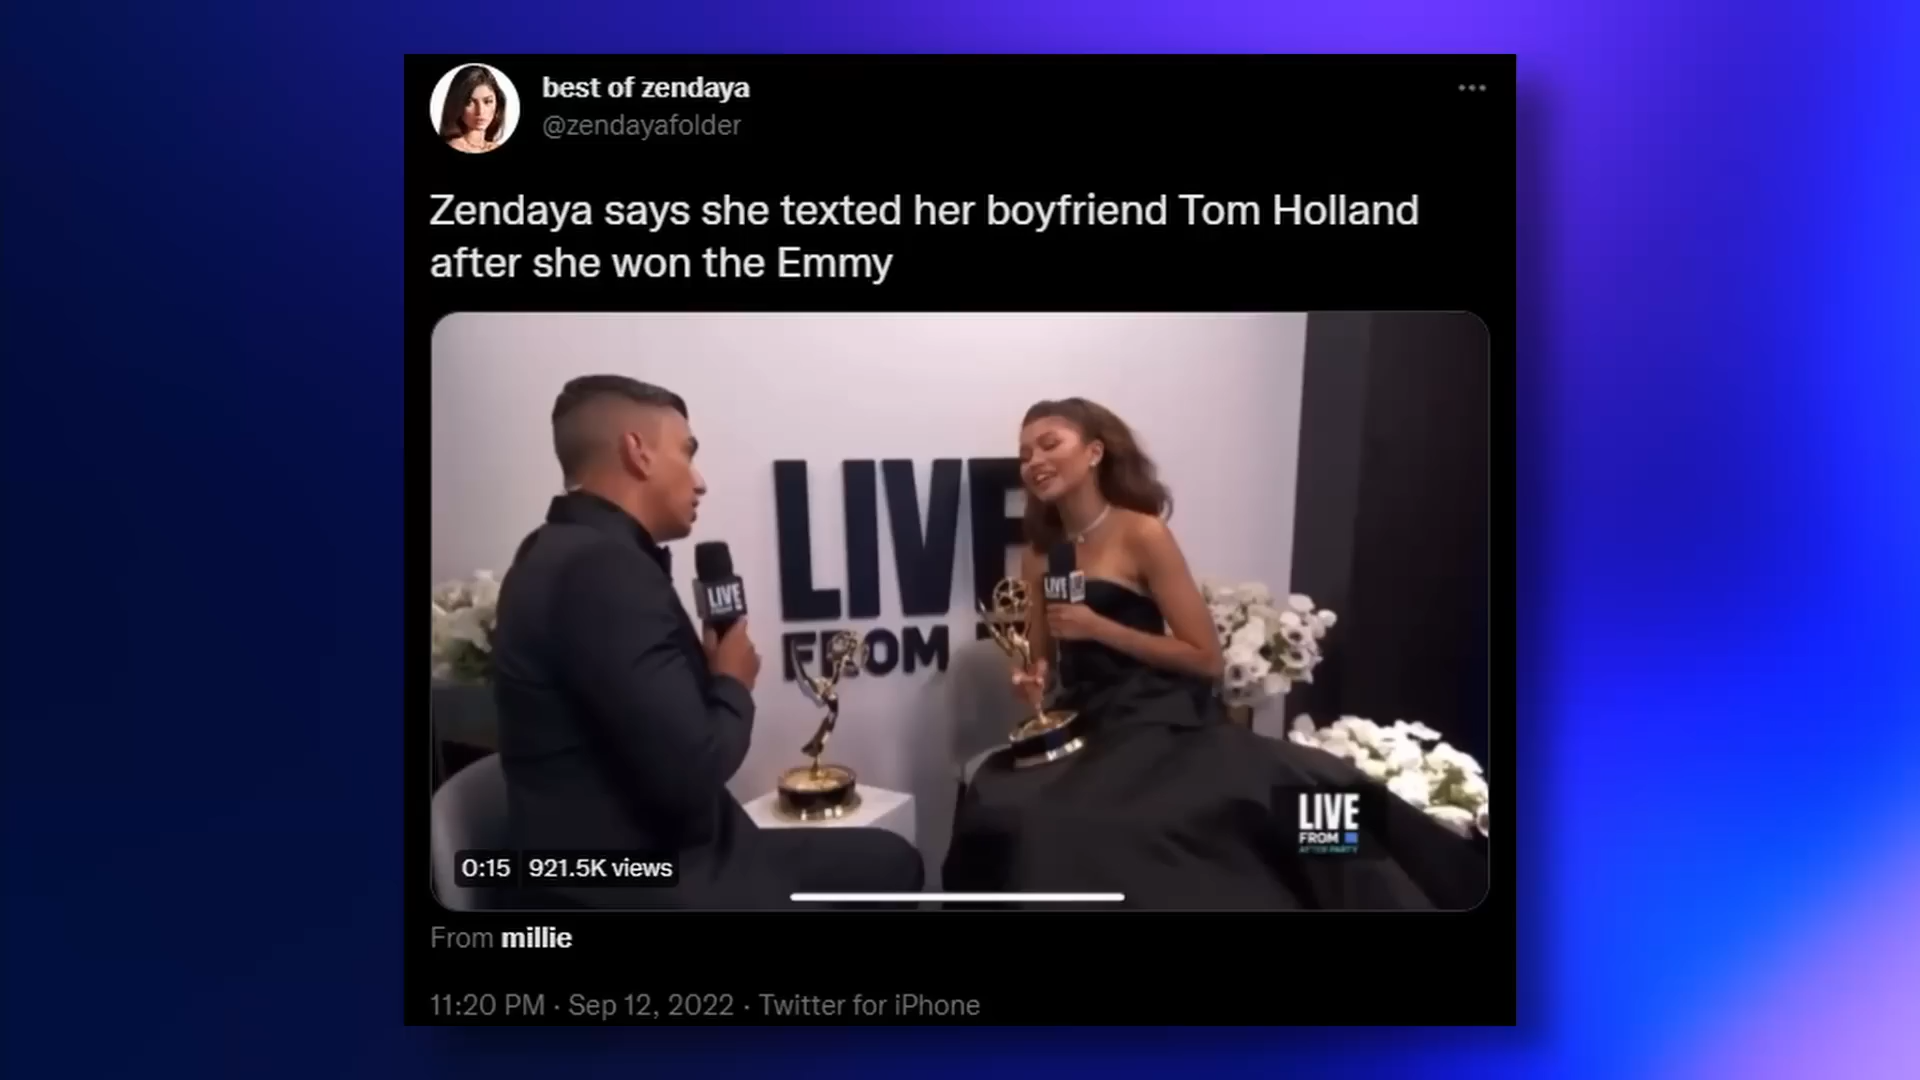 best of zendaya
@zendayafolder
Zendaya says she texted her boyfriend Tom Holland
after she won the Emmy
LIVE
FROM
LIVE
LIVE
LIVE
FROM
AFTER PARTY
0:15 921.5K views
From millie
11:20 PM · Sep 12, 2022 · Twitter for iPhone